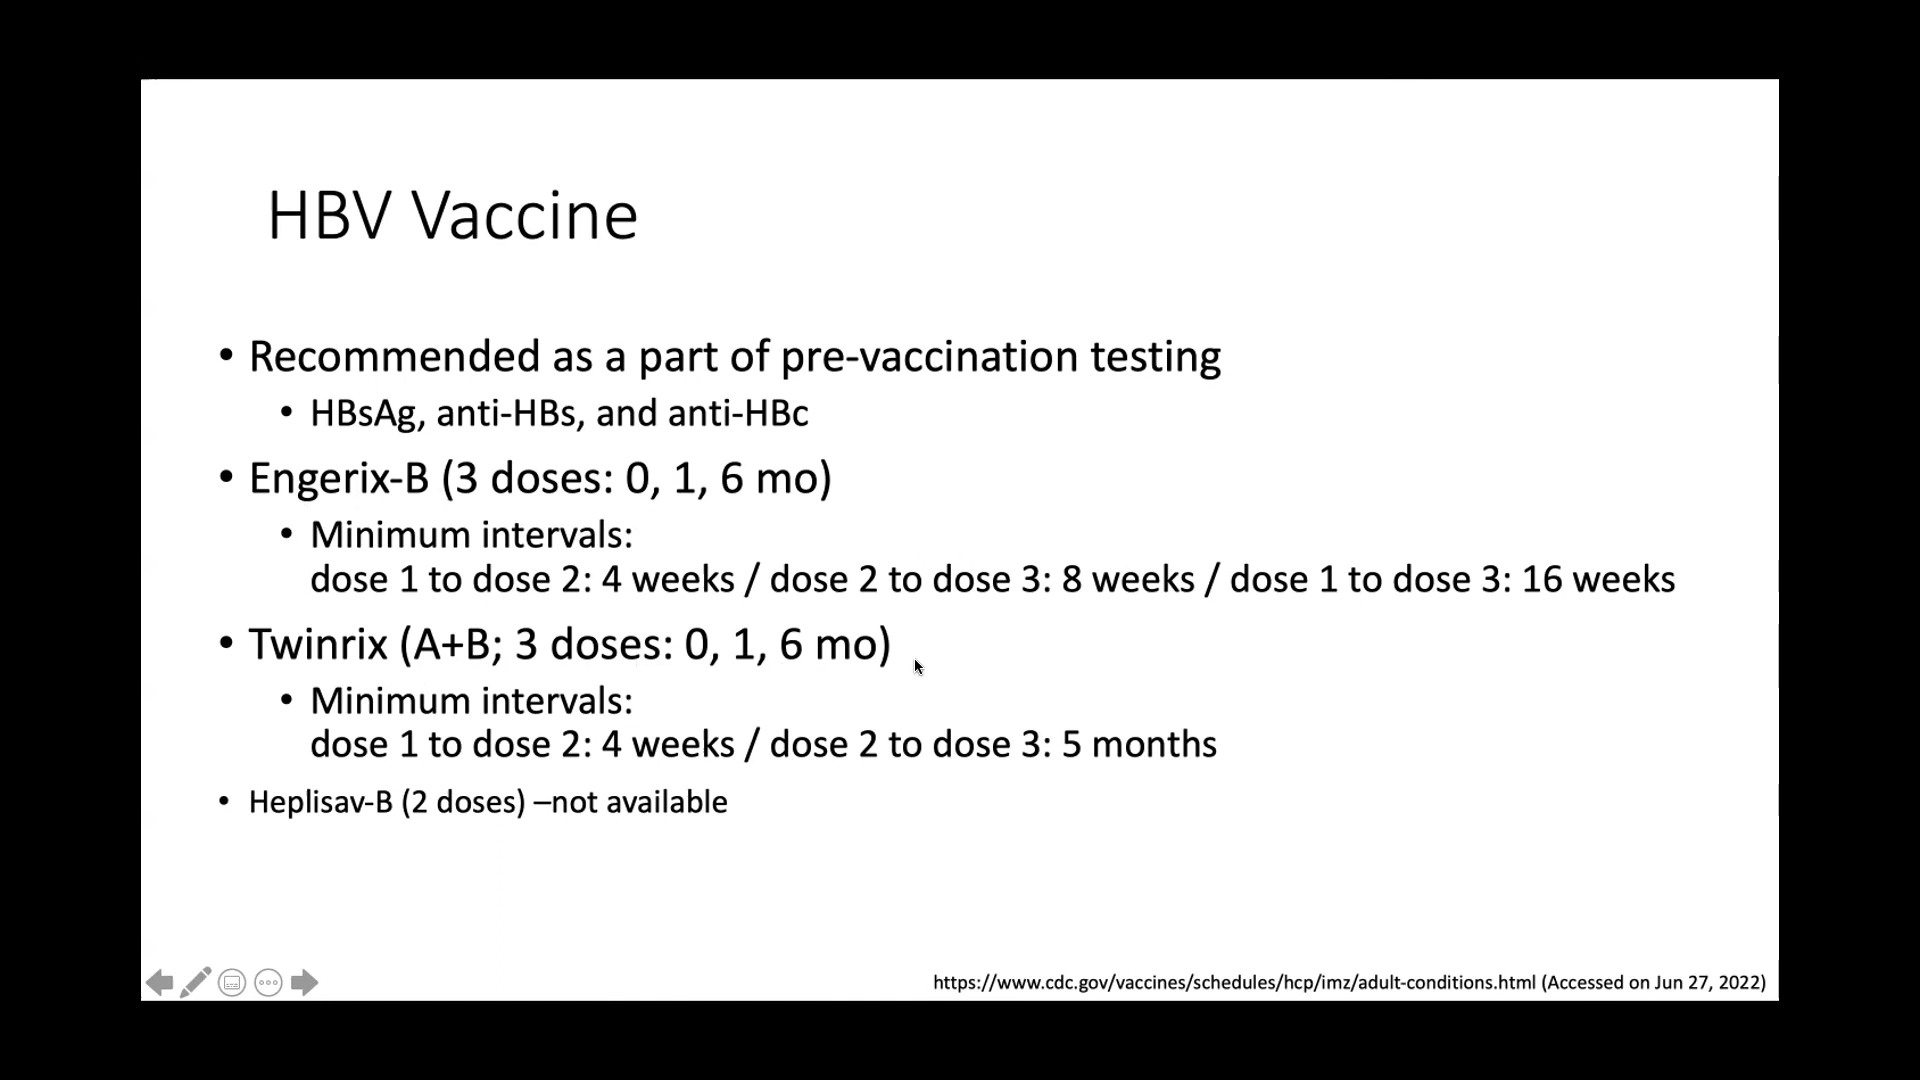 HBV Vaccine
• Recommended as a part of pre-vaccination testing
• HBsAg, anti-HBs, and anti-HBc
• Engerix-B (3 doses: 0, 1, 6 mo)
• Minimum intervals:
dose 1 to dose 2: 4 weeks / dose 2 to dose 3: 8 weeks / dose 1 to dose 3: 16 weeks
• Twinrix (A+B; 3 doses: 0, 1, 6 mo)
• Minimum intervals:
dose 1 to dose 2: 4 weeks / dose 2 to dose 3: 5 months
• Heplisav-B (2 doses) –not available
https://www.cdc.gov/vaccines/schedules/hcp/imz/adult-conditions.html (Accessed on Jun 27, 2022)